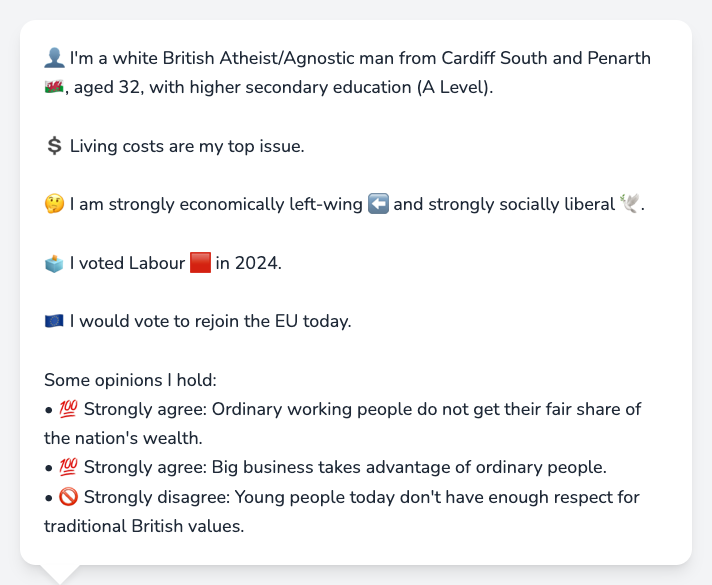 👤 I'm a white British Atheist/Agnostic man from Cardiff South and Penarth
🏴󠁧󠁢󠁷󠁬󠁳󠁿, aged 32, with higher secondary education (A Level).
💲 Living costs are my top issue.
🤔 I am strongly economically left-wing ⬅️ and strongly socially liberal 🕊️.
🗳️ I voted Labour 🟥 in 2024.
🇪🇺 I would vote to rejoin the EU today.
Some opinions I hold:
• 💯 Strongly agree: Ordinary working people do not get their fair share of
the nation's wealth.
• 💯 Strongly agree: Big business takes advantage of ordinary people.
• 🚫 Strongly disagree: Young people today don't have enough respect for
traditional British values.